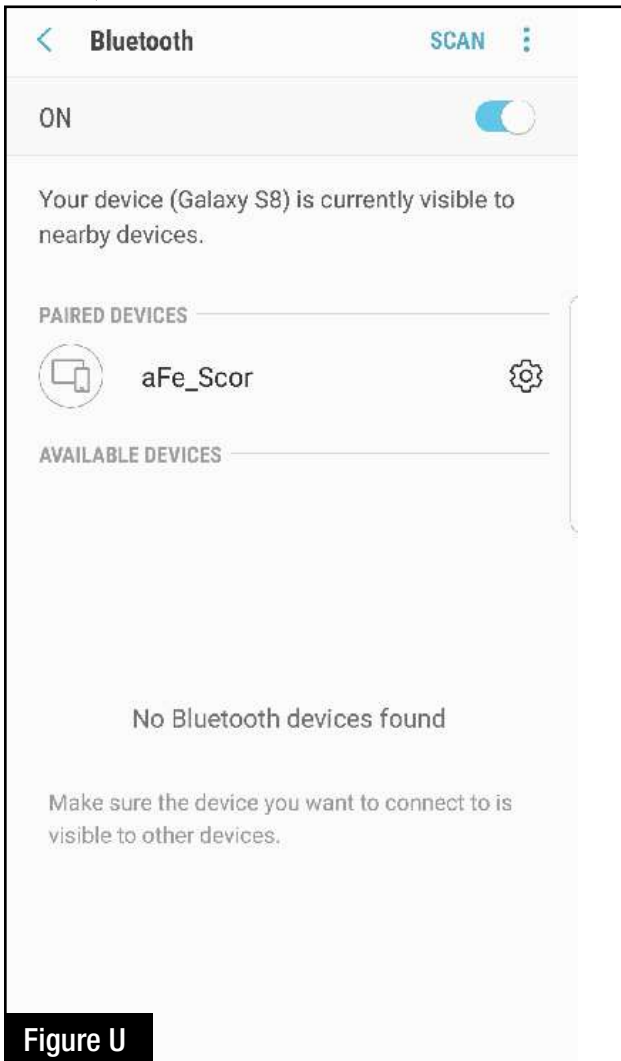 Bluetooth SCAN
ON
Your device (Galaxy S8) is currently visible to
nearby devices.
PAIRED DEVICES
aFe_Scor
AVAILABLE DEVICES
No Bluetooth devices found
Make sure the device you want to connect to is
visible to other devices.
Figure U